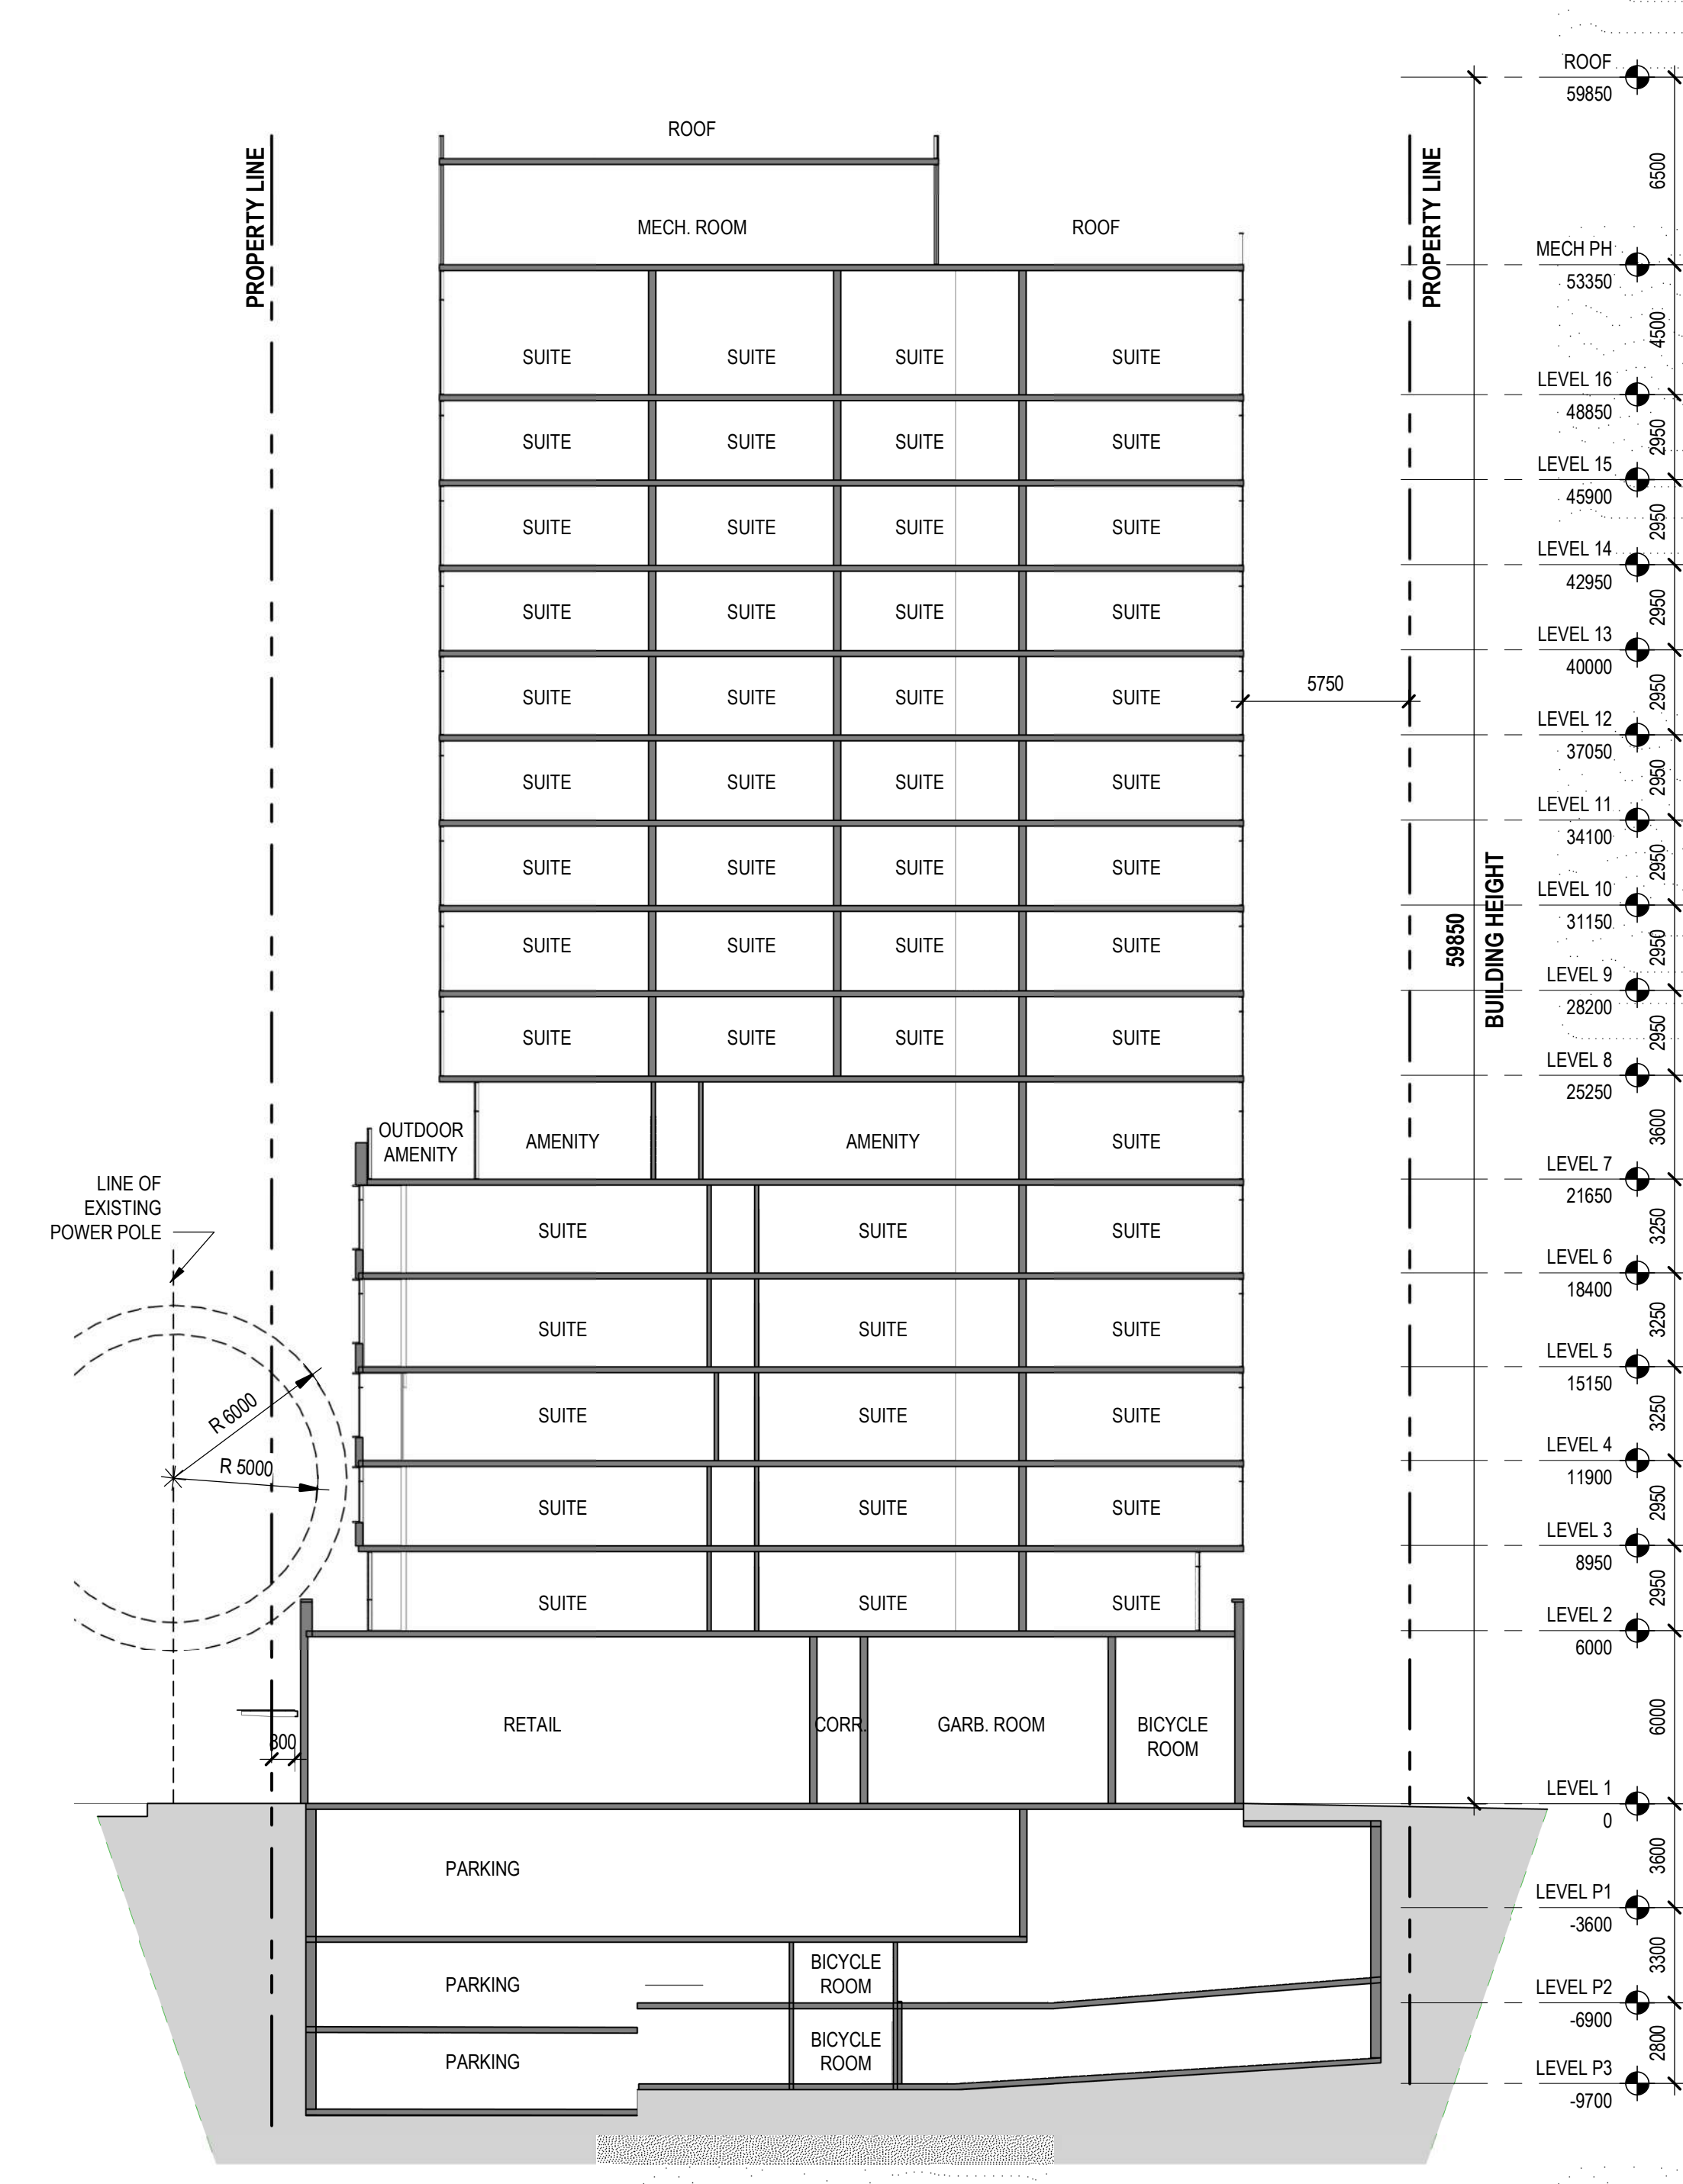 ROOF
59850
ROOF
PROPERTY LINE
PROPERTY LINE
6500
MECH. ROOM
ROOF
MECH PH
53350
4500
SUITE SUITE SUITE SUITE
LEVEL 16
48850
2950
SUITE SUITE SUITE SUITE
LEVEL 15
45900
2950
SUITE SUITE SUITE SUITE
LEVEL 14
42950
2950
SUITE SUITE SUITE SUITE
LEVEL 13
40000
2950
SUITE SUITE SUITE SUITE
5750
LEVEL 12
37050
2950
SUITE SUITE SUITE SUITE
LEVEL 11
34100
2950
SUITE SUITE SUITE SUITE
LEVEL 10
31150
2950
59850
BUILDING HEIGHT
SUITE SUITE SUITE SUITE
LEVEL 9
28200
2950
SUITE SUITE SUITE SUITE
LEVEL 8
25250
3600
OUTDOOR
AMENITY
AMENITY AMENITY SUITE
LEVEL 7
21650
3250
LINE OF
EXISTING
POWER POLE
SUITE SUITE SUITE
LEVEL 6
18400
3250
SUITE SUITE SUITE
LEVEL 5
15150
3250
R 6000
SUITE SUITE SUITE
LEVEL 4
11900
2950
R 5000
SUITE SUITE SUITE
LEVEL 3
8950
2950
SUITE SUITE SUITE
LEVEL 2
6000
6000
800
RETAIL
CORR.
GARB. ROOM
BICYCLE
ROOM
LEVEL 1
0
3600
PARKING
LEVEL P1
-3600
3300
PARKING
BICYCLE
ROOM
LEVEL P2
-6900
2800
PARKING
BICYCLE
ROOM
LEVEL P3
-9700